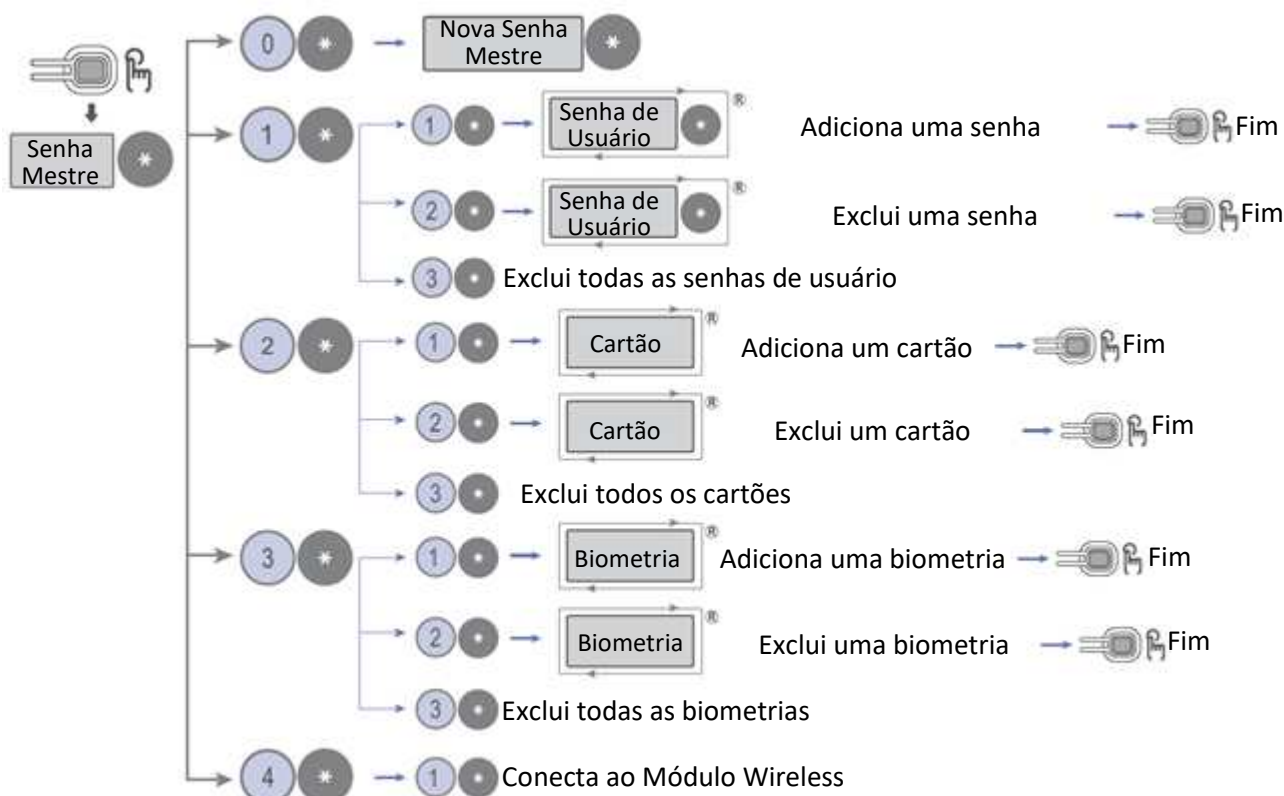 0 * Nova Senha
Mestre *
Senha
Mestre *
1 *
1 * Senha de
Usuário * ® Adiciona uma senha Fim
2 * Senha de
Usuário * ® Exclui uma senha Fim
3 * Exclui todas as senhas de usuário
2 *
1 * Cartão ® Adiciona um cartão Fim
2 * Cartão ® Exclui um cartão Fim
3 * Exclui todos os cartões
3 *
1 * Biometria ® Adiciona uma biometria Fim
2 * Biometria ® Exclui uma biometria Fim
3 * Exclui todas as biometrias
4 * 1 * Conecta ao Módulo Wireless